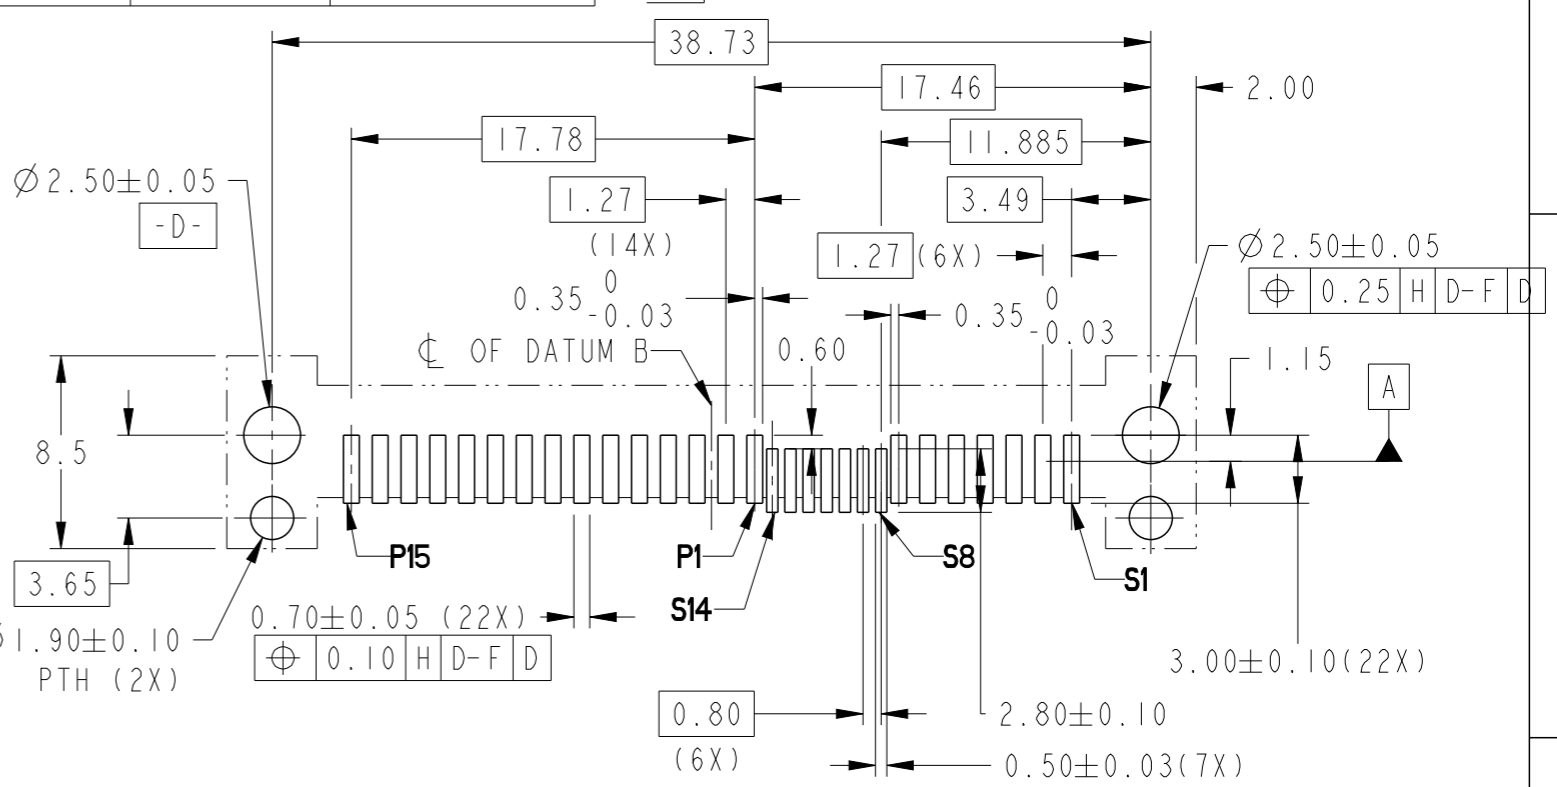 38.73
17.46
2.00
17.78
11.885
Ø2.50±0.05
-D-
1.27
(14X)
3.49
1.27 (6X)
Ø2.50±0.05
⌖ 0.25 H D-F D
0.35 0 -0.03
0.35 0 -0.03
℄ OF DATUM B
0.60
1.15
A
8.5
P15
P1
S8
S1
3.65
S14
0.70±0.05 (22X)
⌖ 0.10 H D-F D
1.90±0.10
PTH (2X)
3.00±0.10(22X)
0.80
(6X)
2.80±0.10
0.50±0.03(7X)